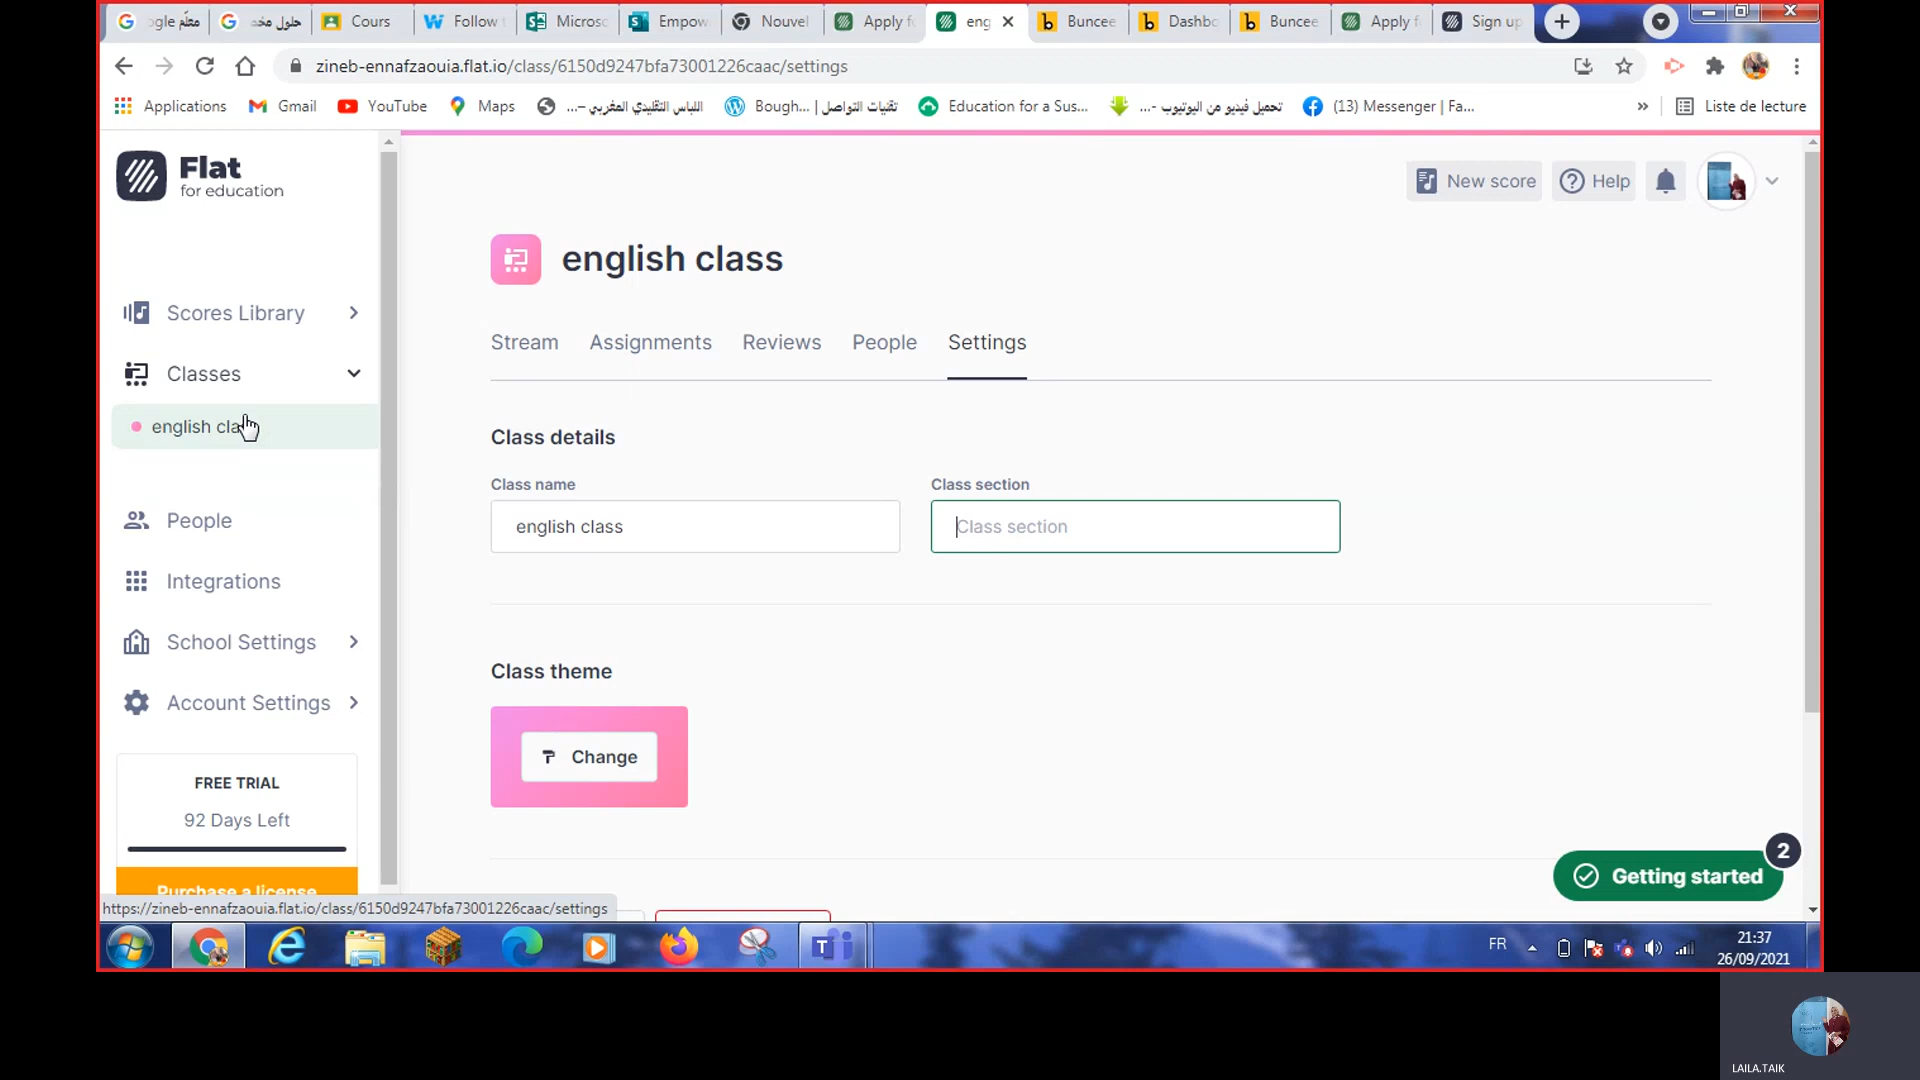 معلّم ogle
حلول مخم
Cours
Follow
Microso
Empow
Nouvel
Apply fo
eng
Buncee
Dashbo
Buncee
Apply f
Sign up
zineb-ennafzaouia.flat.io/class/6150d9247bfa73001226caac/settings
Applications
Gmail
YouTube
Maps
اللباس التقليدي المغربي –...
تقنيات التواصل | Bough...
Education for a Sus...
تحميل فيديو من اليوتيوب -...
(13) Messenger | Fa...
»
Liste de lecture
Flat
for education
New score
Help
english class
Scores Library
Stream
Assignments
Reviews
People
Settings
Classes
english cla
Class details
Class name
Class section
english class
Class section
People
Integrations
School Settings
Account Settings
Class theme
Change
FREE TRIAL
92 Days Left
Purchase a license
2
Getting started
https://zineb-ennafzaouia.flat.io/class/6150d9247bfa73001226caac/settings
FR
21:37
26/09/2021
LAILA.TAIK